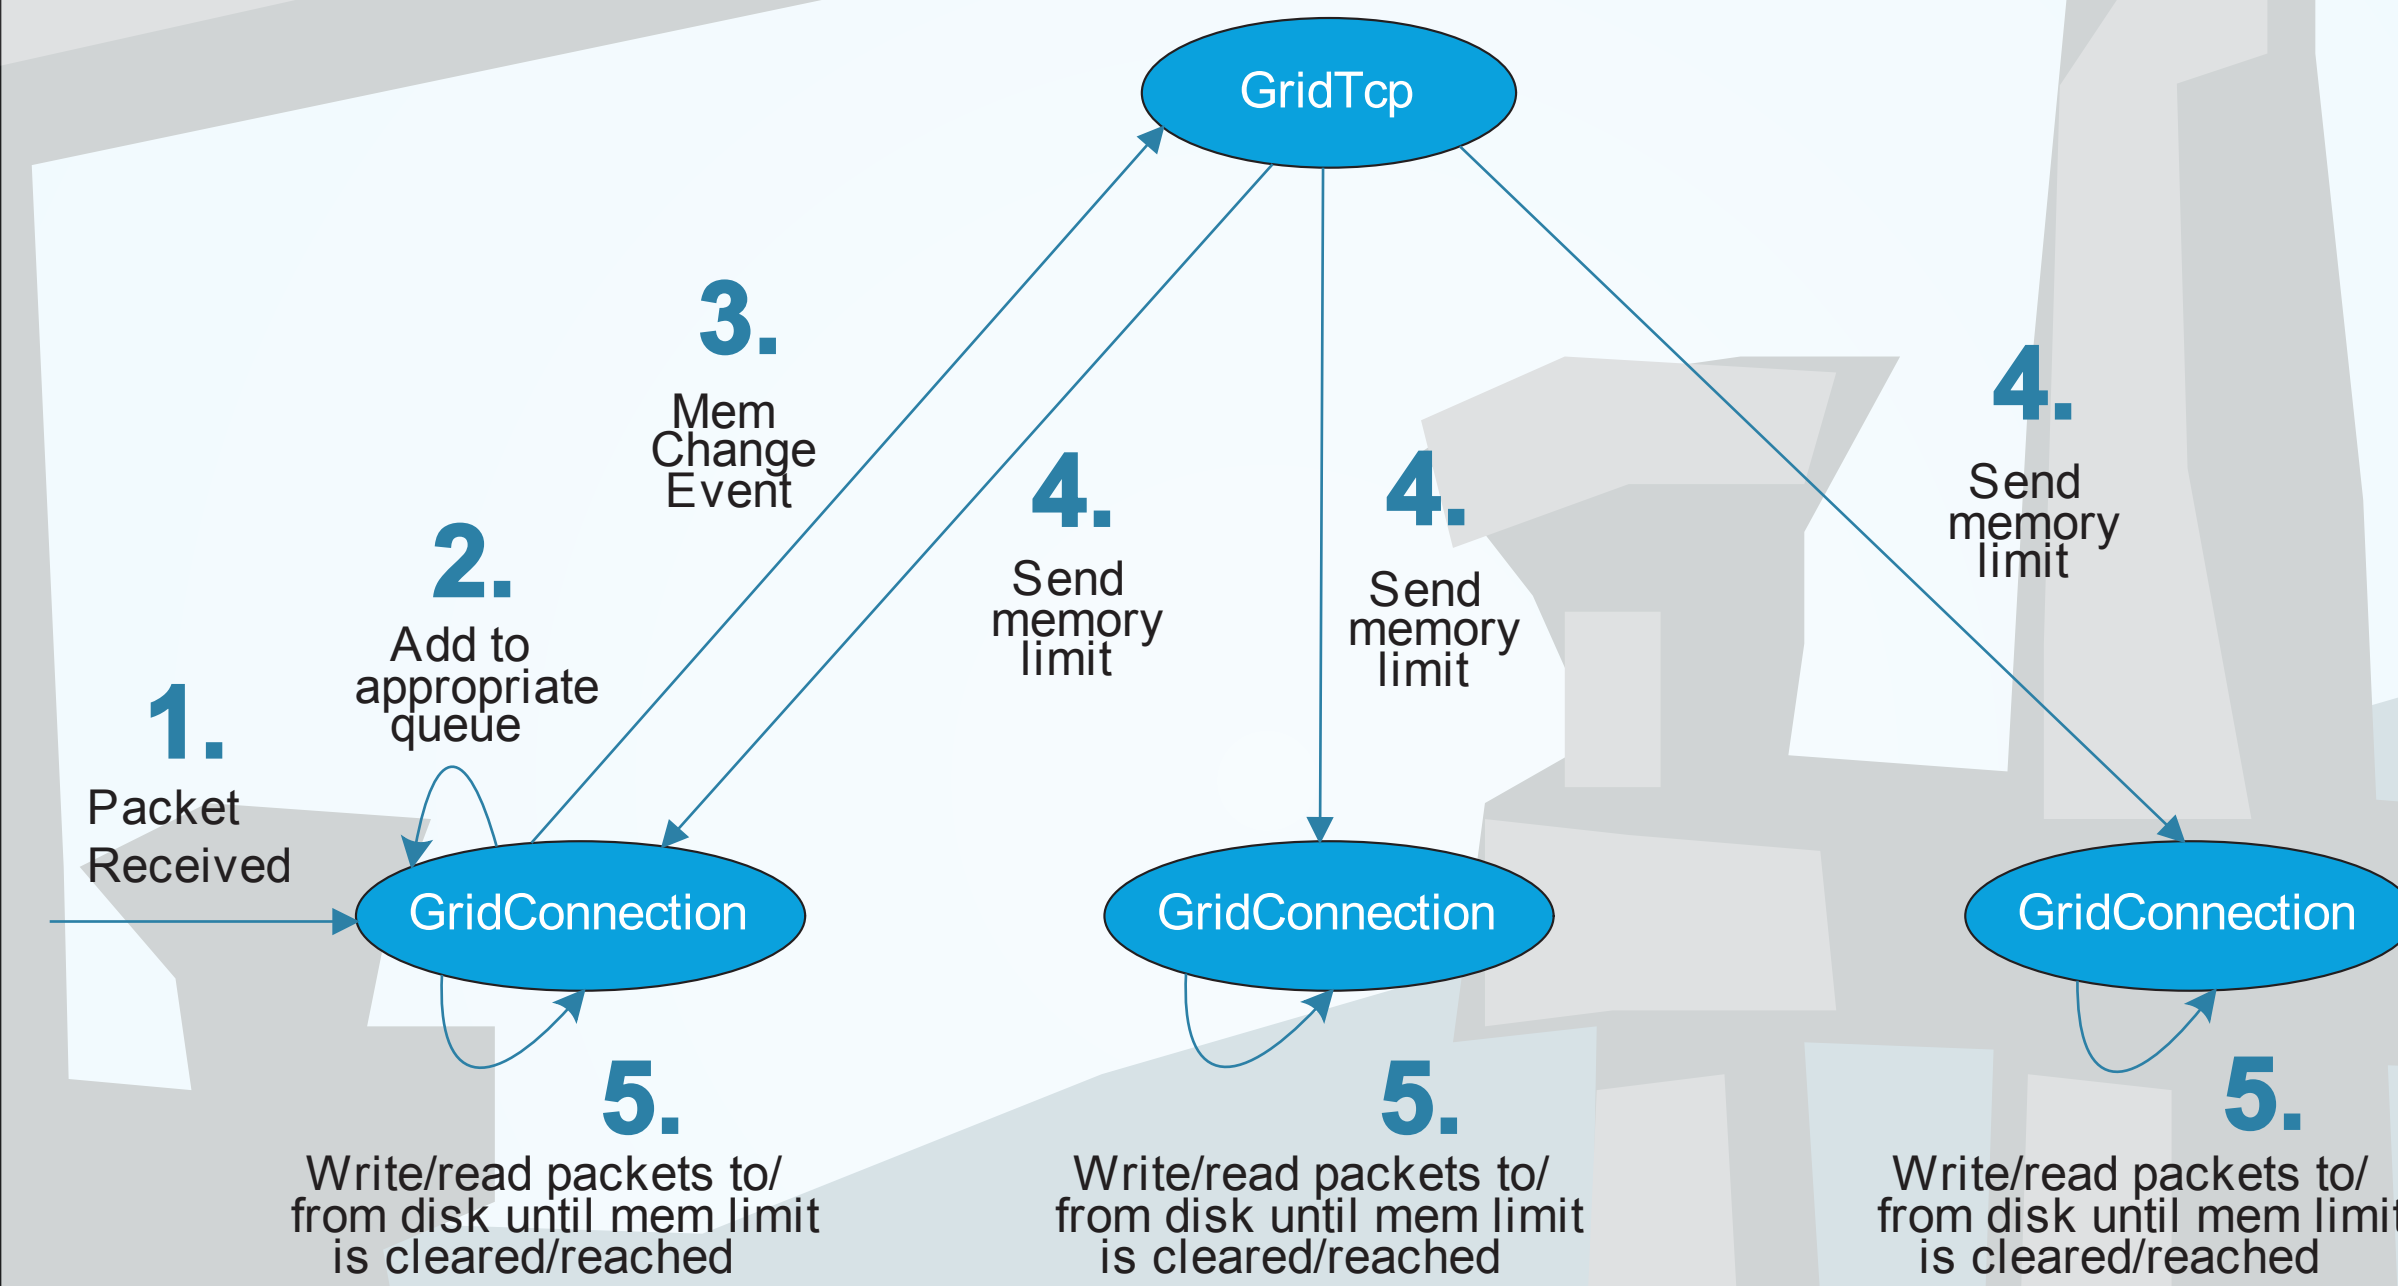 GridTcp
3.
Mem
Change
Event
4.
Send
memory
limit
4.
Send
memory
limit
4.
Send
memory
limit
2.
Add to
appropriate
queue
1.
Packet
Received
GridConnection
GridConnection
GridConnection
5.
Write/read packets to/
from disk until mem limit
is cleared/reached
5.
Write/read packets to/
from disk until mem limit
is cleared/reached
5.
Write/read packets to/
from disk until mem limit
is cleared/reached